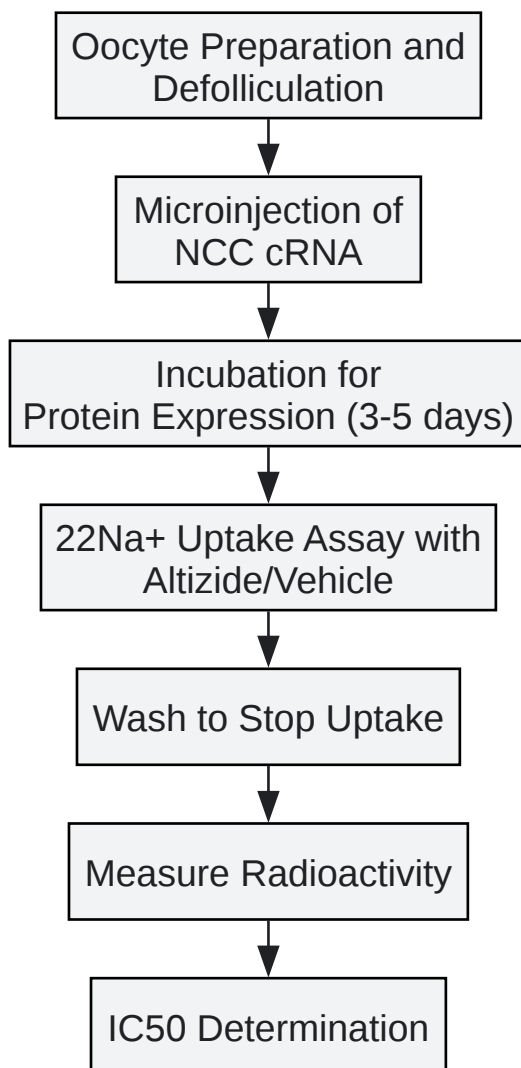 Oocyte Preparation and
Defolliculation
Microinjection of
NCC cRNA
Incubation for
Protein Expression (3-5 days)
22Na+ Uptake Assay with
Altizide/Vehicle
Wash to Stop Uptake
Measure Radioactivity
IC50 Determination